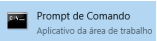 Prompt de Comando
Aplicativo da área de trabalho